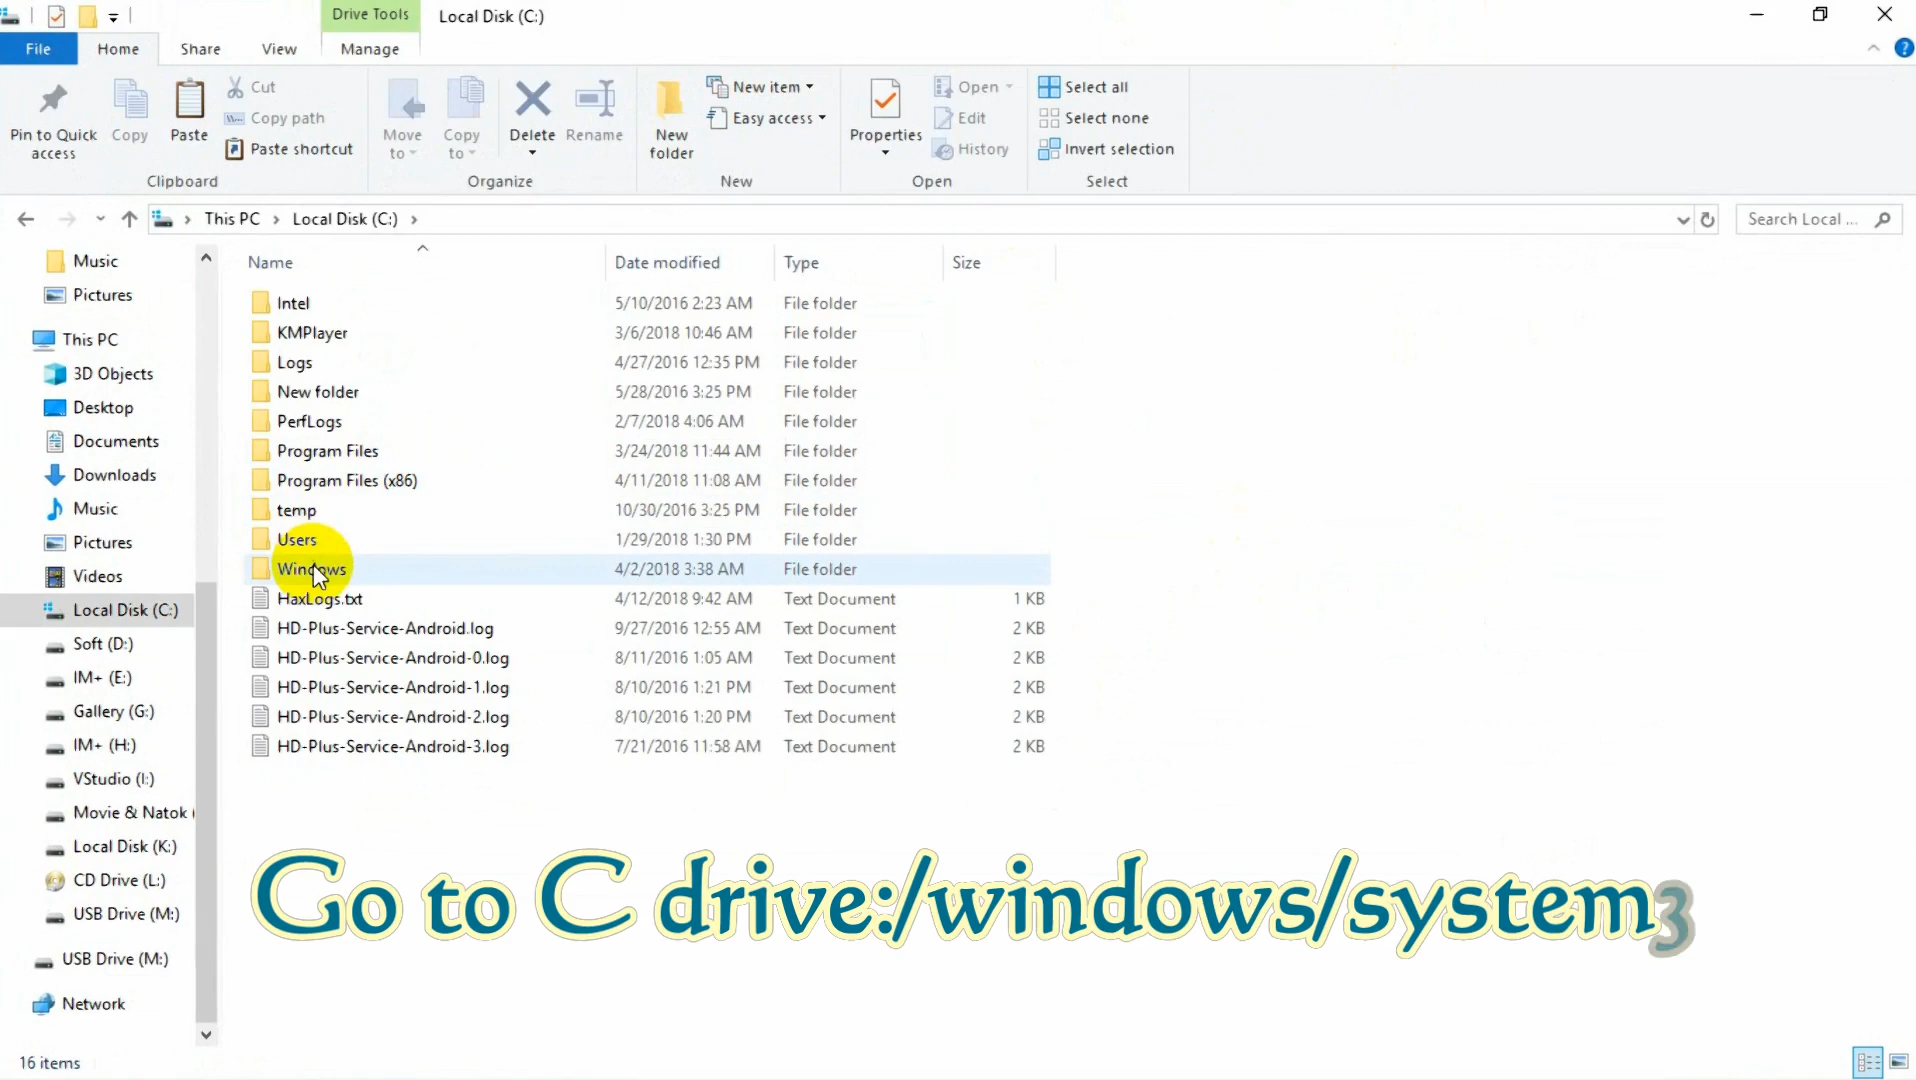 Drive Tools
Local Disk (C:)
File
Home
Share
View
Manage
Pin to Quick access
Copy
Paste
Cut
Copy path
Paste shortcut
Clipboard
Move to
Copy to
Delete
Rename
Organize
New folder
New item
Easy access
New
Properties
Open
Edit
History
Open
Select all
Select none
Invert selection
Select
This PC
Local Disk (C:)
Search Local ...
Music
Pictures
This PC
3D Objects
Desktop
Documents
Downloads
Music
Pictures
Videos
Local Disk (C:)
Soft (D:)
IM+ (E:)
Gallery (G:)
IM+ (H:)
VStudio (I:)
Movie & Natok (
Local Disk (K:)
CD Drive (L:)
USB Drive (M:)
USB Drive (M:)
Network
Name Date modified Type Size
Intel 5/10/2016 2:23 AM File folder
KMPlayer 3/6/2018 10:46 AM File folder
Logs 4/27/2016 12:35 PM File folder
New folder 5/28/2016 3:25 PM File folder
PerfLogs 2/7/2018 4:06 AM File folder
Program Files 3/24/2018 11:44 AM File folder
Program Files (x86) 4/11/2018 11:08 AM File folder
temp 10/30/2016 3:25 PM File folder
Users 1/29/2018 1:30 PM File folder
Windows 4/2/2018 3:38 AM File folder
HaxLogs.txt 4/12/2018 9:42 AM Text Document 1 KB
HD-Plus-Service-Android.log 9/27/2016 12:55 AM Text Document 2 KB
HD-Plus-Service-Android-0.log 8/11/2016 1:05 AM Text Document 2 KB
HD-Plus-Service-Android-1.log 8/10/2016 1:21 PM Text Document 2 KB
HD-Plus-Service-Android-2.log 8/10/2016 1:20 PM Text Document 2 KB
HD-Plus-Service-Android-3.log 7/21/2016 11:58 AM Text Document 2 KB
Go to C drive:/windows/system3
16 items